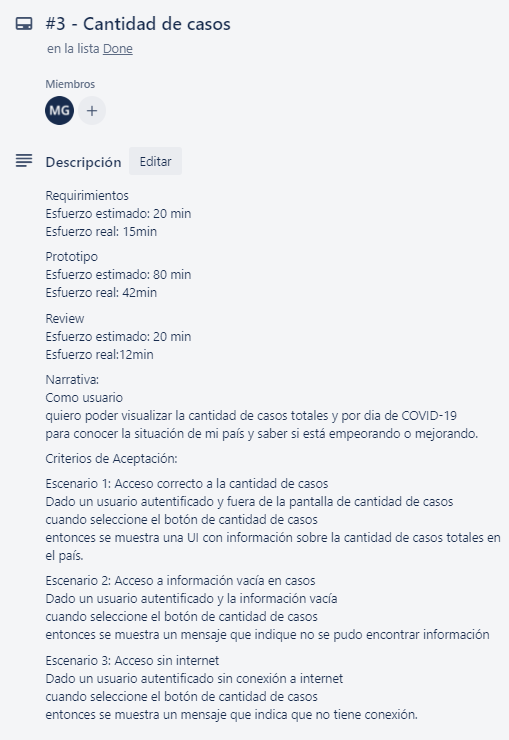 #3 - Cantidad de casos
en la lista Done
Miembros
MG
+
Descripción Editar
Requirimientos
Esfuerzo estimado: 20 min
Esfuerzo real: 15min
Prototipo
Esfuerzo estimado: 80 min
Esfuerzo real: 42min
Review
Esfuerzo estimado: 20 min
Esfuerzo real:12min
Narrativa:
Como usuario
quiero poder visualizar la cantidad de casos totales y por dia de COVID-19
para conocer la situación de mi país y saber si está empeorando o mejorando.
Criterios de Aceptación:
Escenario 1: Acceso correcto a la cantidad de casos
Dado un usuario autentificado y fuera de la pantalla de cantidad de casos
cuando seleccione el botón de cantidad de casos
entonces se muestra una UI con información sobre la cantidad de casos totales en
el país.
Escenario 2: Acceso a información vacía en casos
Dado un usuario autentificado y la información vacía
cuando seleccione el botón de cantidad de casos
entonces se muestra un mensaje que indique no se pudo encontrar información
Escenario 3: Acceso sin internet
Dado un usuario autentificado sin conexión a internet
cuando seleccione el botón de cantidad de casos
entonces se muestra un mensaje que indica que no tiene conexión.